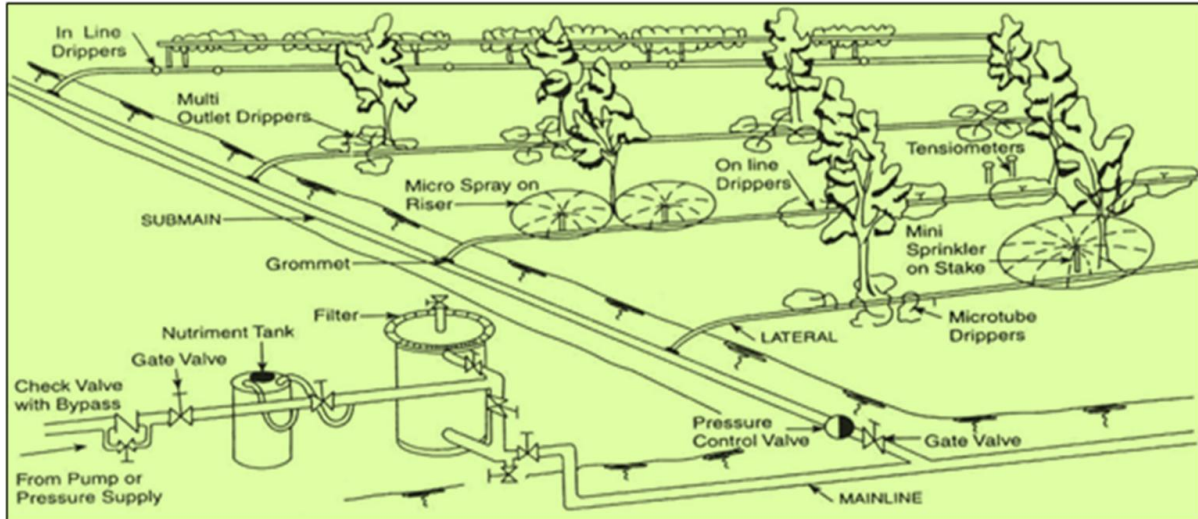 In Line
Drippers
Multi
Outlet Drippers
Micro Spray on
Riser
On line
Drippers
Tensiometers
SUBMAIN
Grommet
Mini
Sprinkler
on Stake
Filter
Nutriment Tank
Gate Valve
Check Valve
with Bypass
LATERAL
Microtube
Drippers
Pressure
Control Valve
Gate Valve
From Pump or
Pressure Supply
MAINLINE